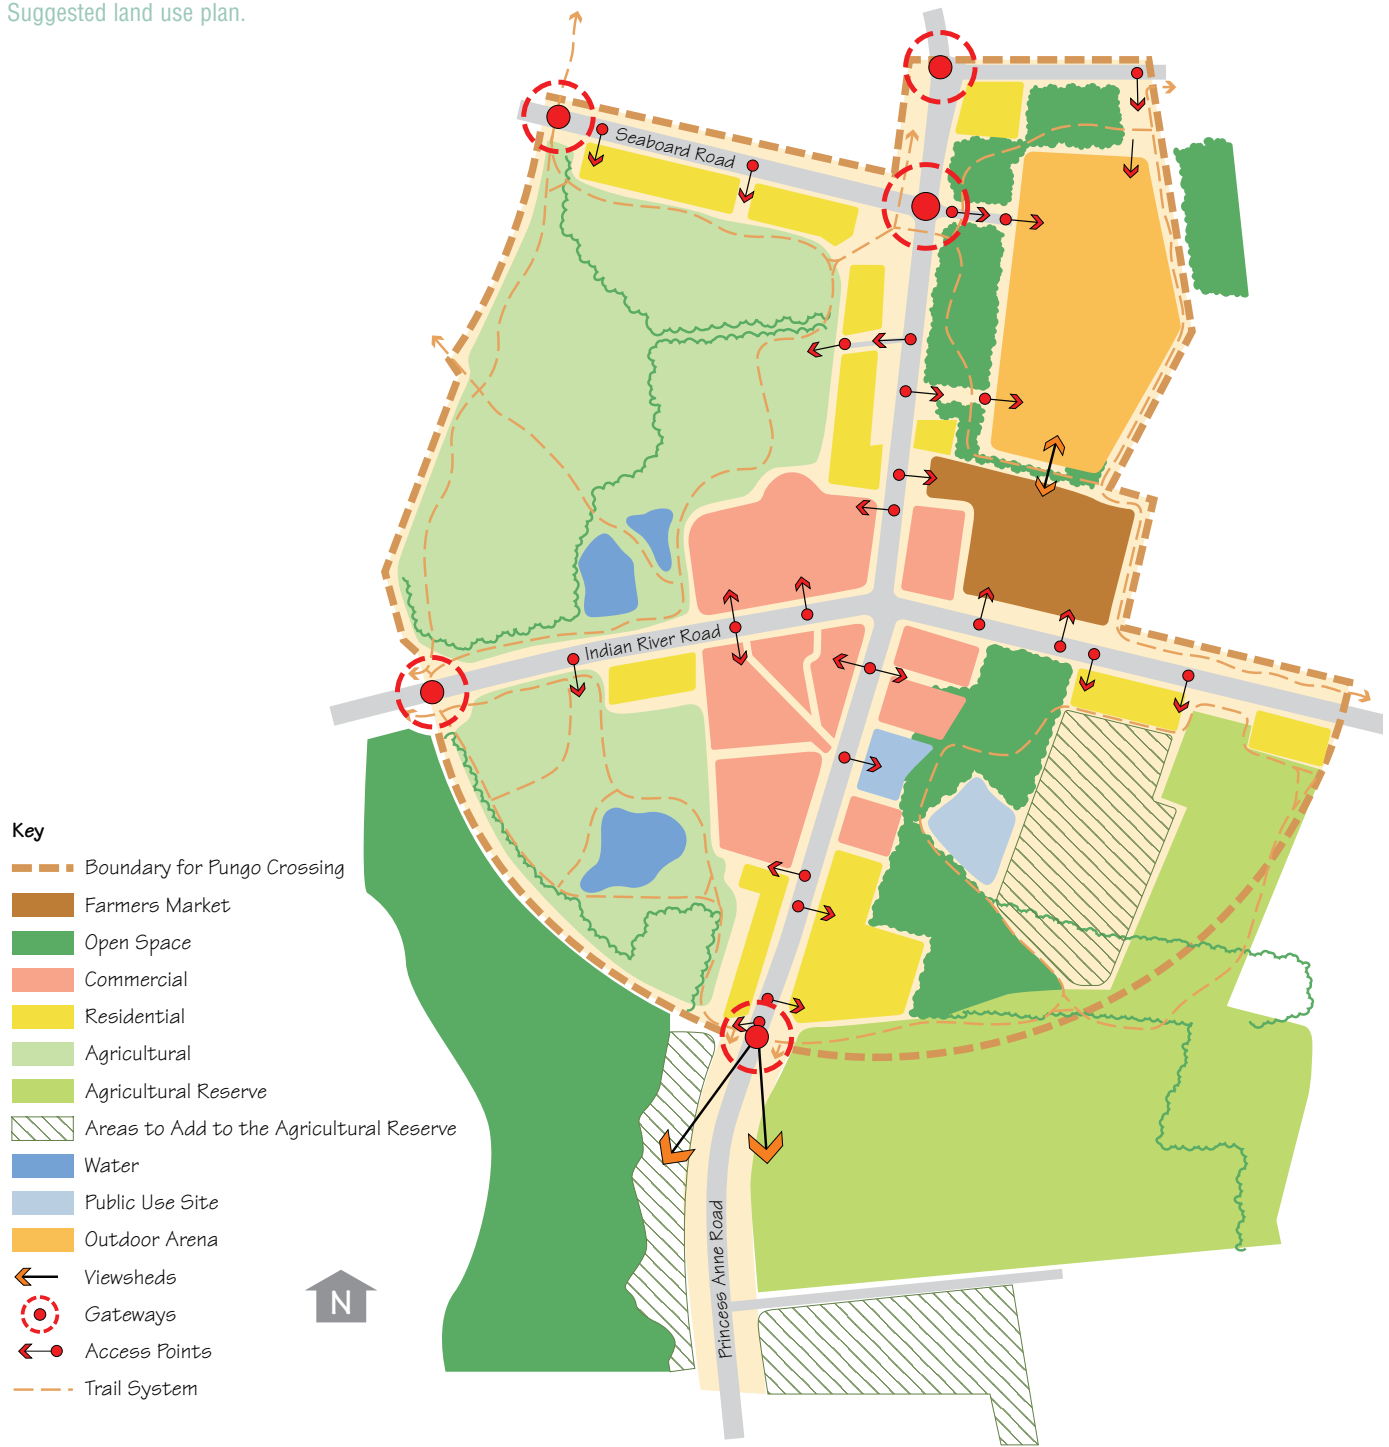 Suggested land use plan.
Seaboard Road
Indian River Road
Princess Anne Road
Key
Boundary for Pungo Crossing
Farmers Market
Open Space
Commercial
Residential
Agricultural
Agricultural Reserve
Areas to Add to the Agricultural Reserve
Water
Public Use Site
Outdoor Arena
Viewsheds
Gateways
Access Points
Trail System
N